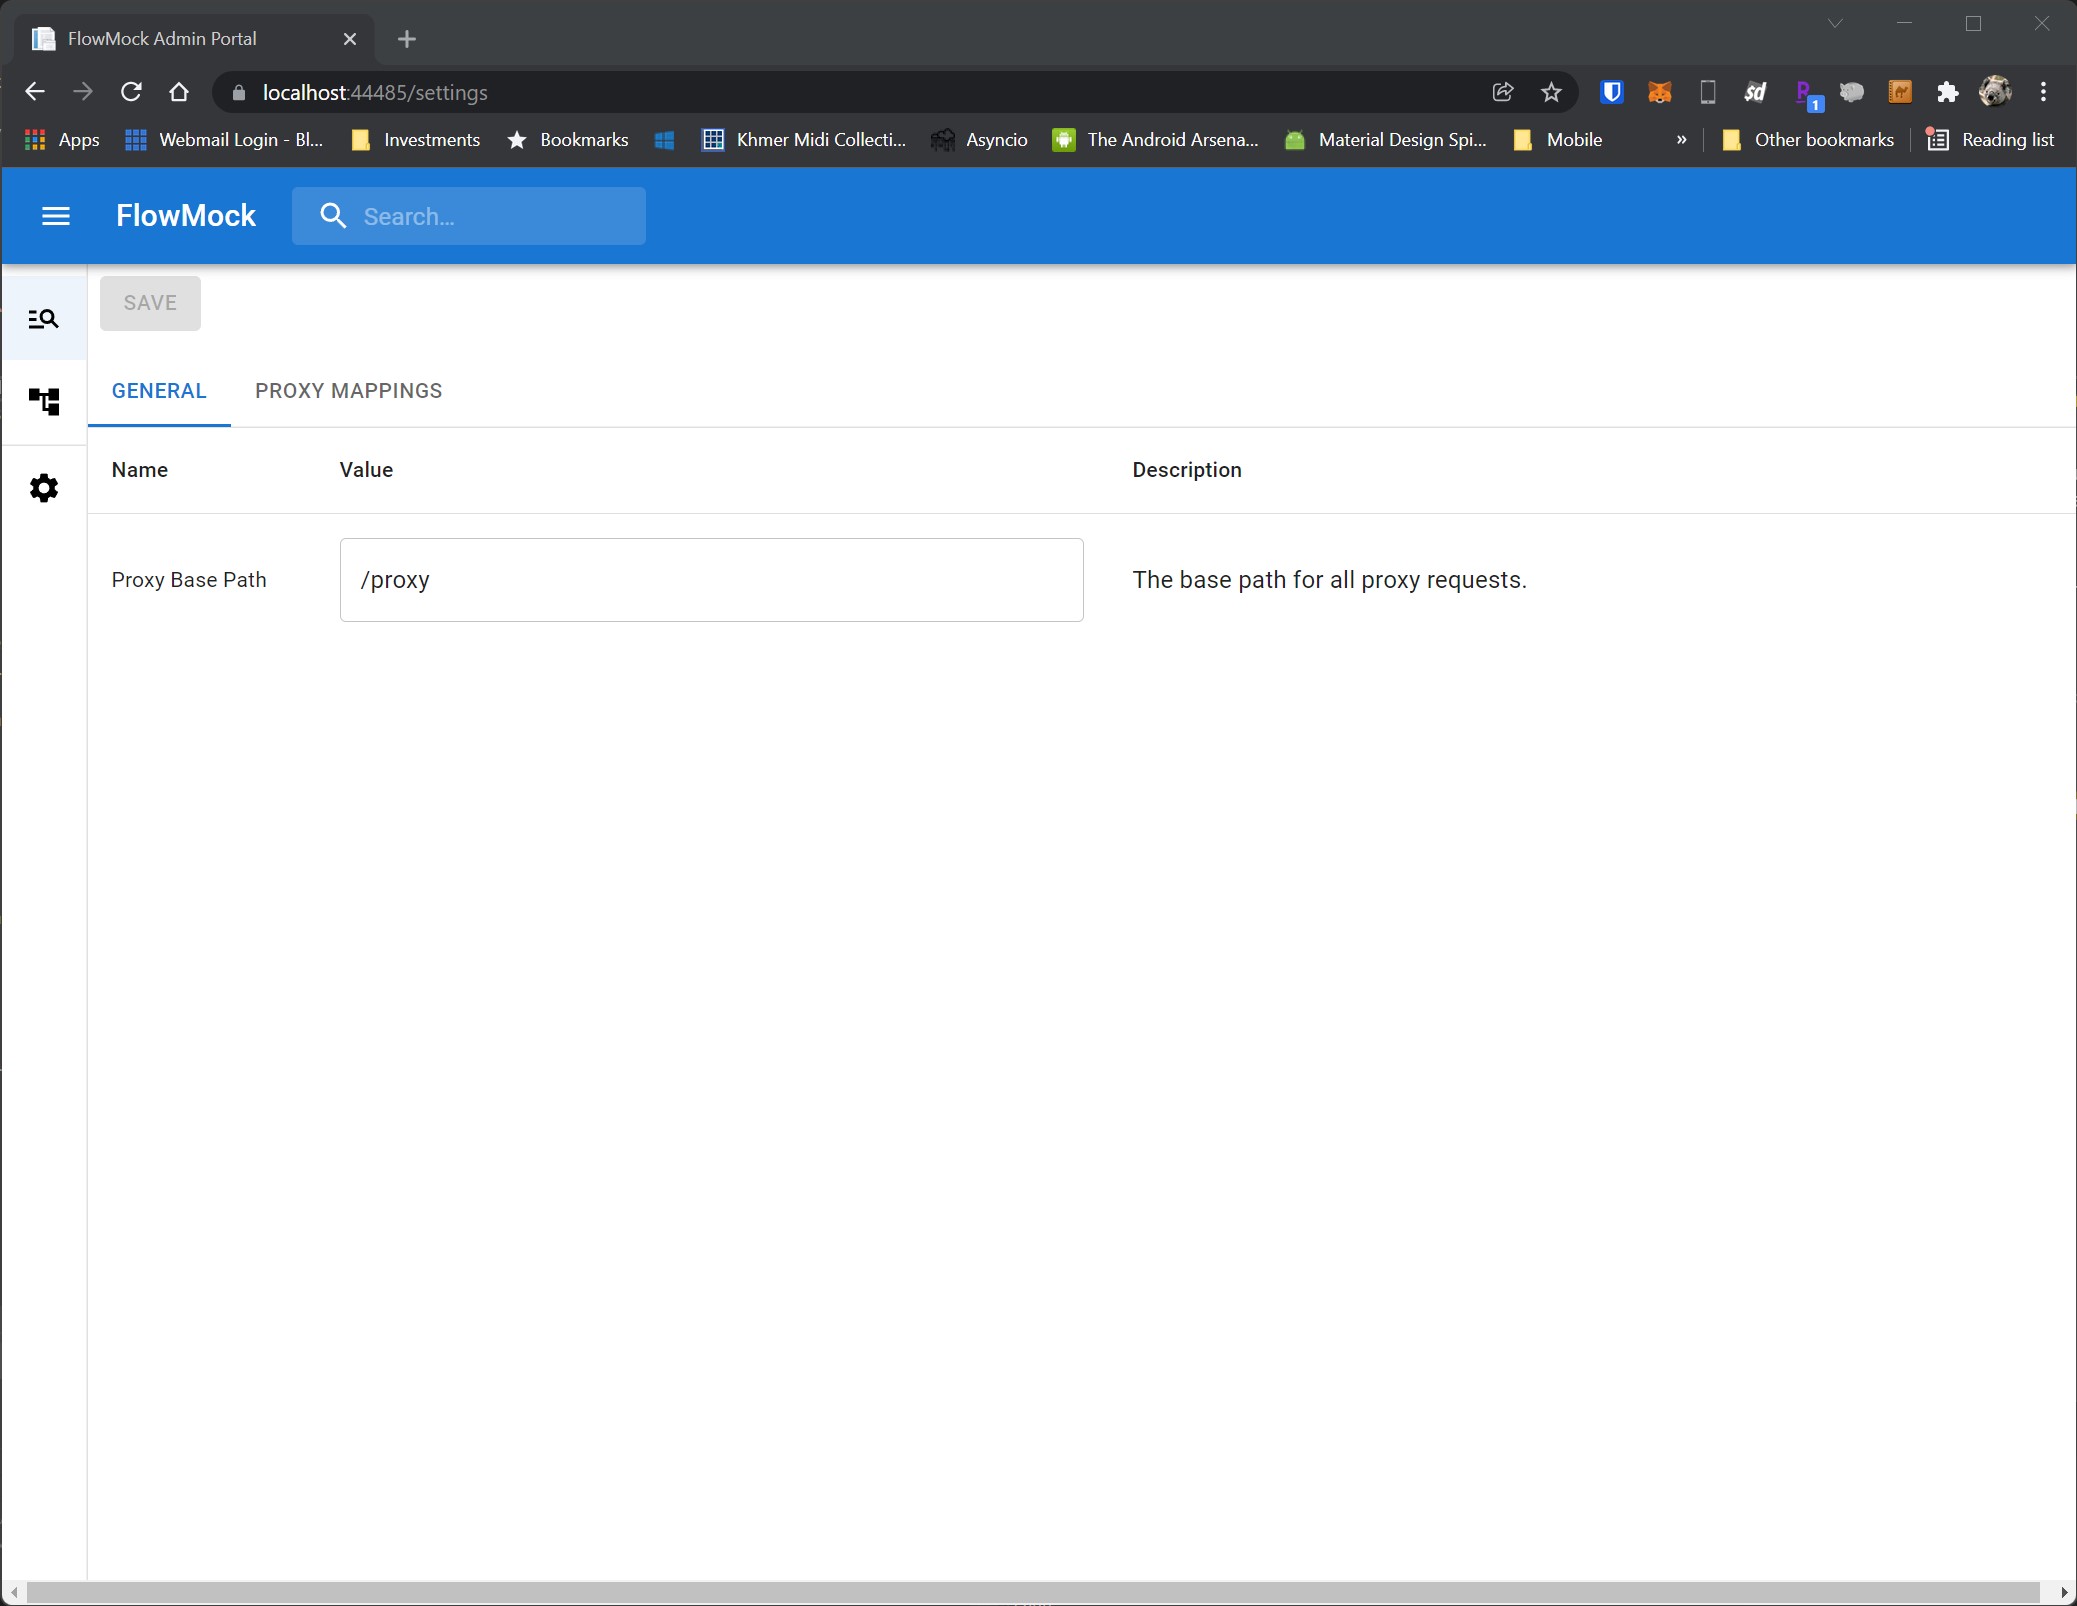 FlowMock Admin Portal
localhost:44485/settings
1
Apps
Webmail Login - Bl...
Investments
Bookmarks
Khmer Midi Collecti...
Asyncio
The Android Arsena...
Material Design Spi...
Mobile
»
Other bookmarks
Reading list
FlowMock
Search...
SAVE
GENERAL
PROXY MAPPINGS
Name
Value
Description
Proxy Base Path
/proxy
The base path for all proxy requests.